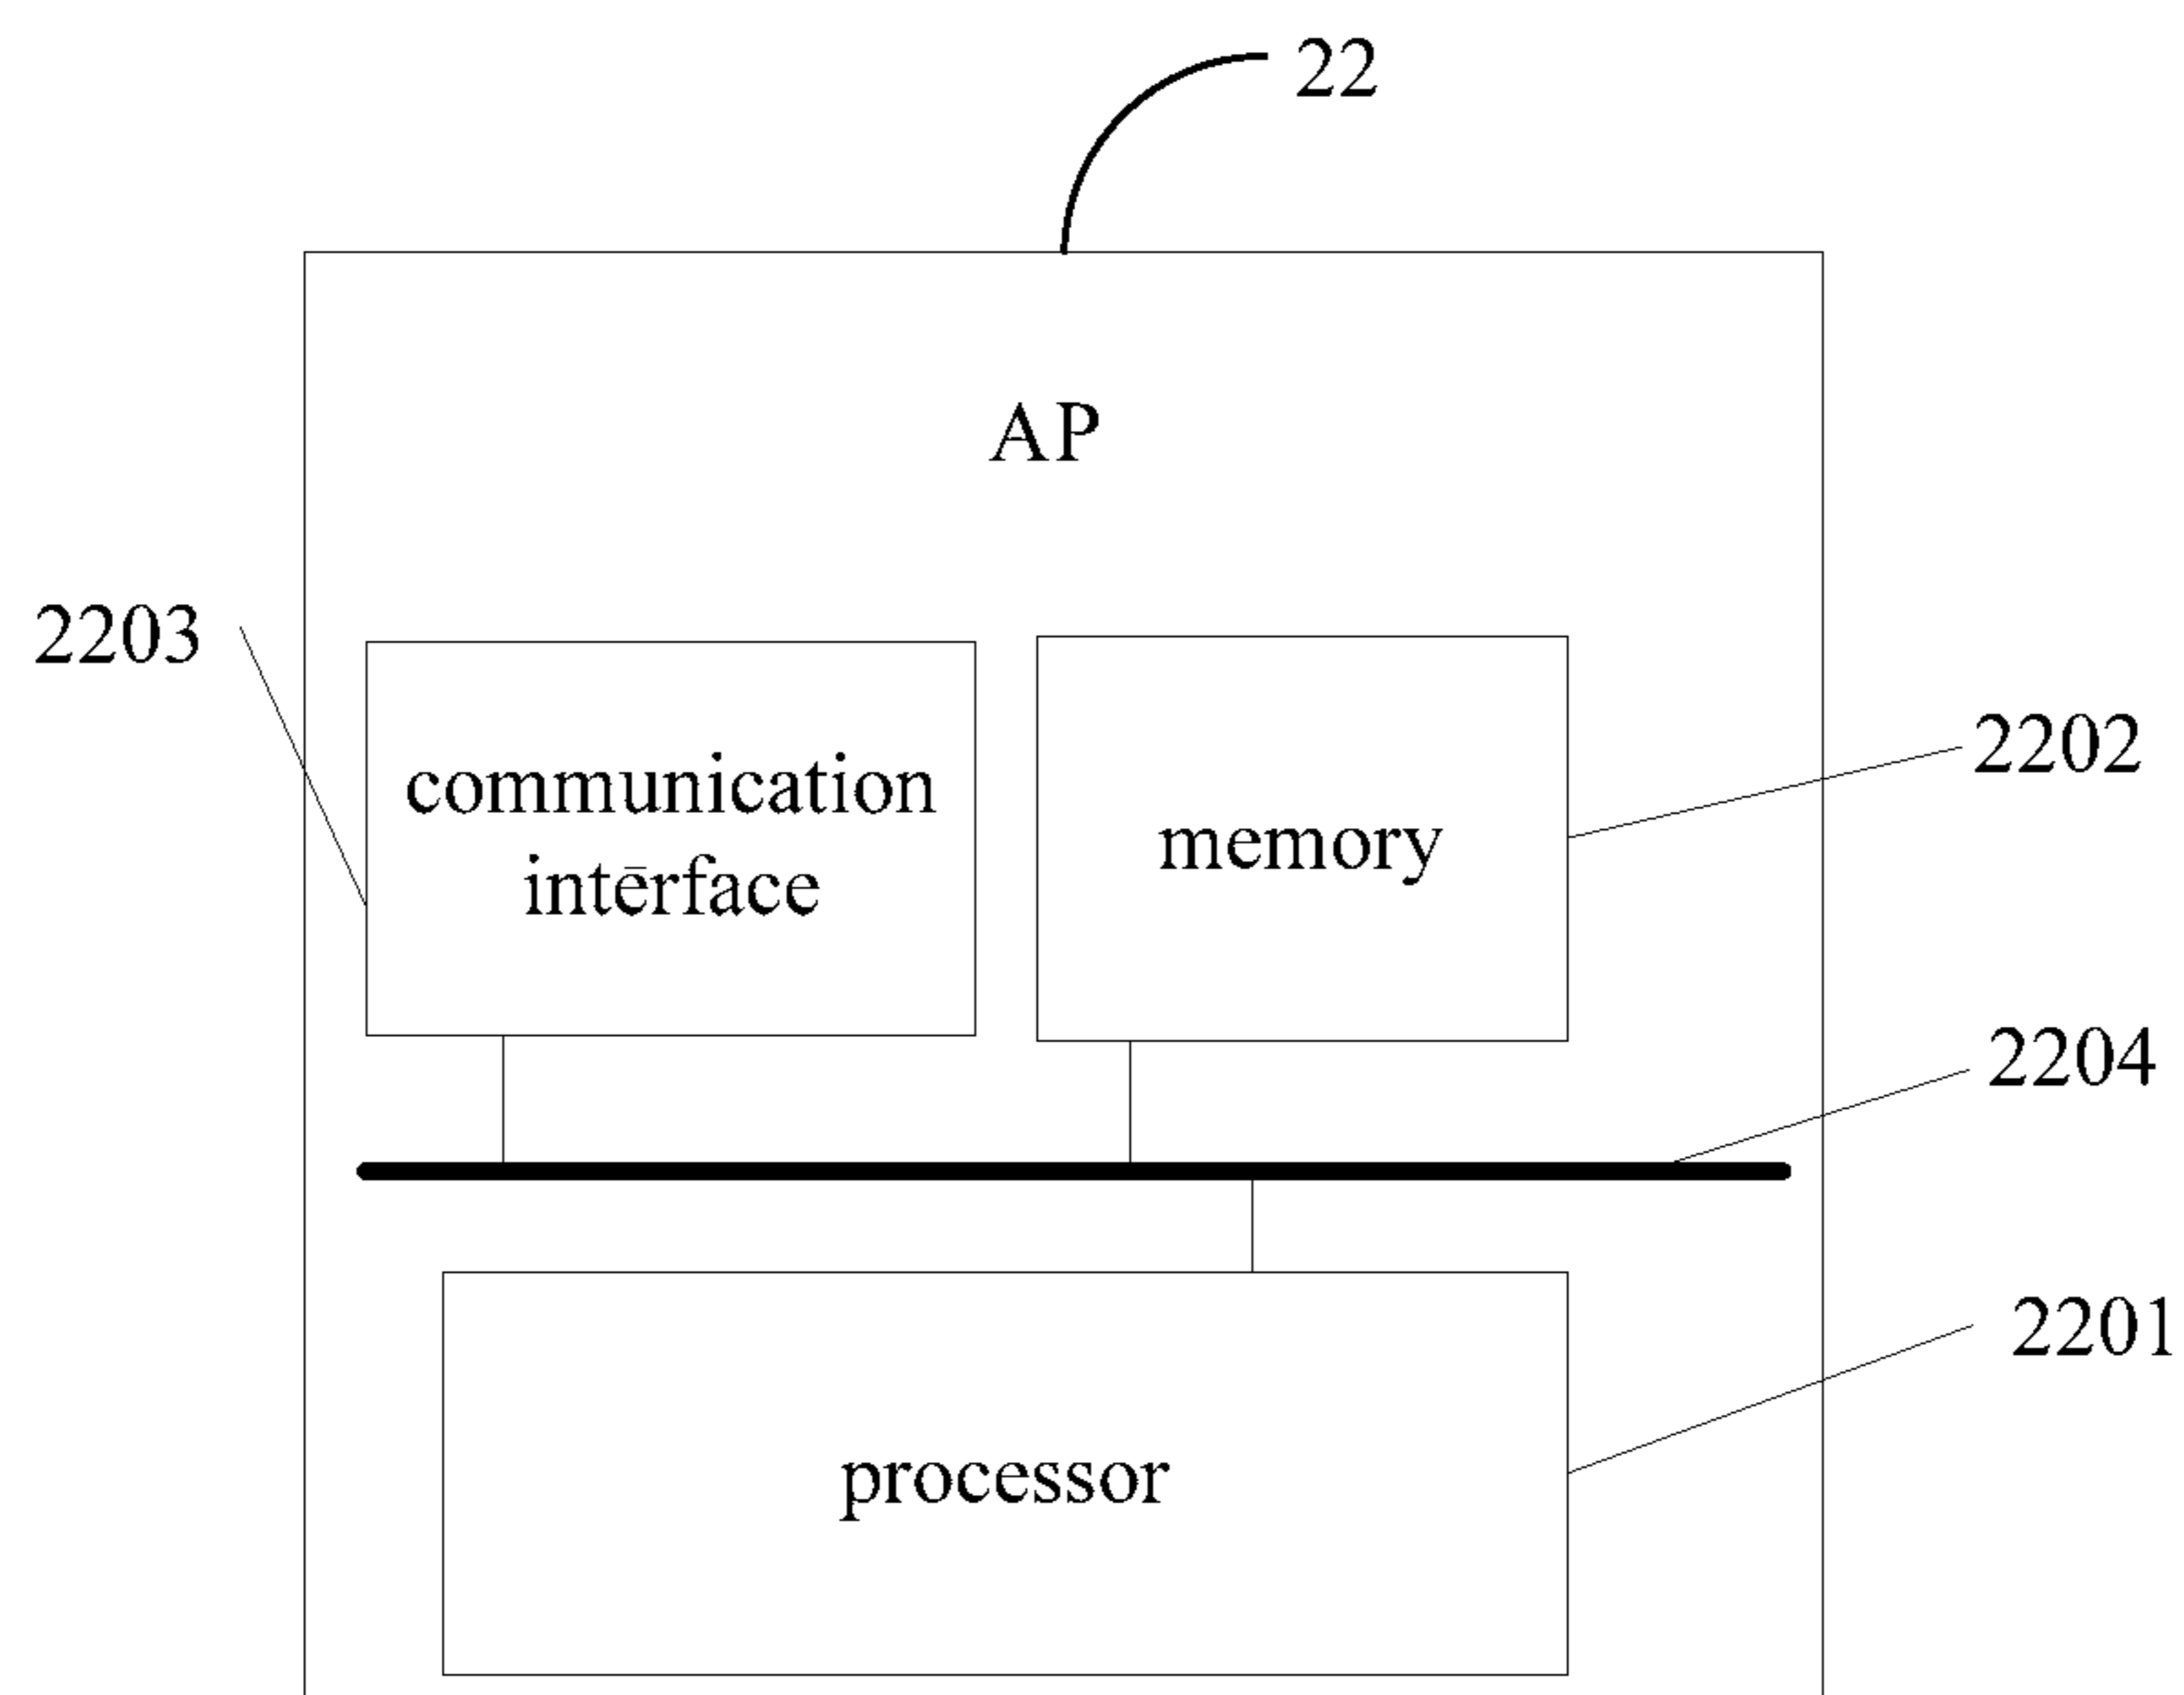 22
AP
2203
communication
interface
memory
2202
2204
2201
processor